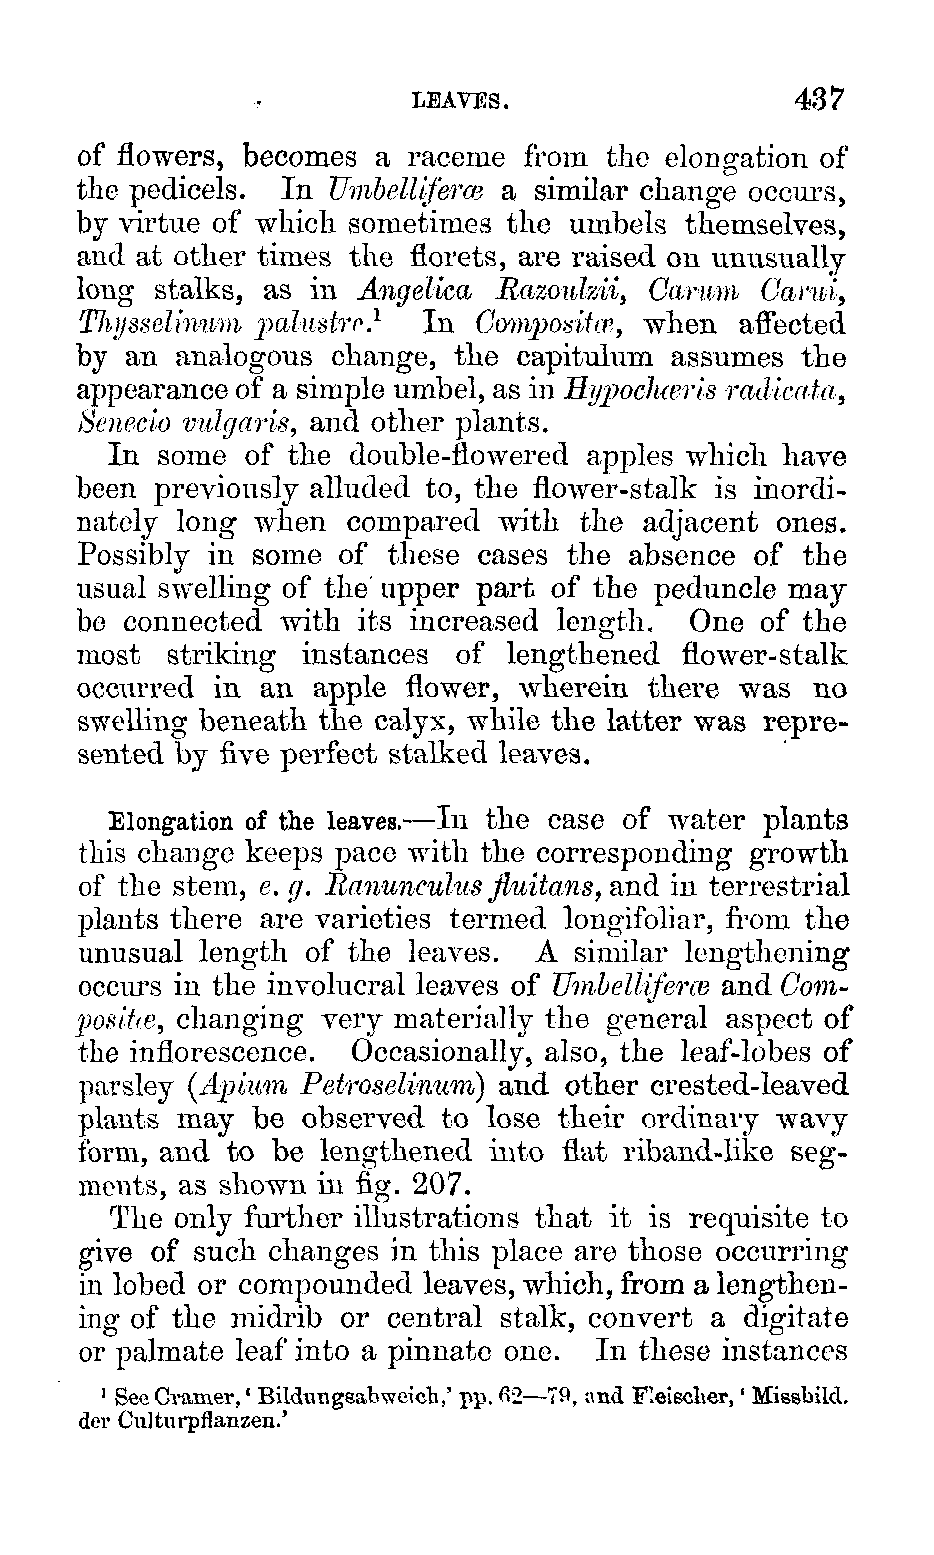 LEAVES. 437
of flowers, becomes a raceme from the elongation of
the pedicels. In Umbelliferæ a similar change occurs,
by virtue of which sometimes the umbels themselves,
and at other times the florets, are raised on unusually
long stalks, as in Angelica Razoulzii, Carum Carui,
Thysselinum palustre.¹ In Compositæ, when affected
by an analogous change, the capitulum assumes the
appearance of a simple umbel, as in Hypochæris radicata,
Senecio vulgaris, and other plants.
In some of the double-flowered apples which have
been previously alluded to, the flower-stalk is inordi-
nately long when compared with the adjacent ones.
Possibly in some of these cases the absence of the
usual swelling of the upper part of the peduncle may
be connected with its increased length. One of the
most striking instances of lengthened flower-stalk
occurred in an apple flower, wherein there was no
swelling beneath the calyx, while the latter was repre-
sented by five perfect stalked leaves.
Elongation of the leaves.—In the case of water plants
this change keeps pace with the corresponding growth
of the stem, e. g. Ranunculus fluitans, and in terrestrial
plants there are varieties termed longifoliar, from the
unusual length of the leaves. A similar lengthening
occurs in the involucral leaves of Umbelliferæ and Com-
positæ, changing very materially the general aspect of
the inflorescence. Occasionally, also, the leaf-lobes of
parsley (Apium Petroselinum) and other crested-leaved
plants may be observed to lose their ordinary wavy
form, and to be lengthened into flat riband-like seg-
ments, as shown in fig. 207.
The only further illustrations that it is requisite to
give of such changes in this place are those occurring
in lobed or compounded leaves, which, from a lengthen-
ing of the midrib or central stalk, convert a digitate
or palmate leaf into a pinnate one. In these instances
¹ See Cramer, ' Bildungsabweich,' pp. 62—79, and Fleischer, ' Missbild.
der Culturpflanzen.'